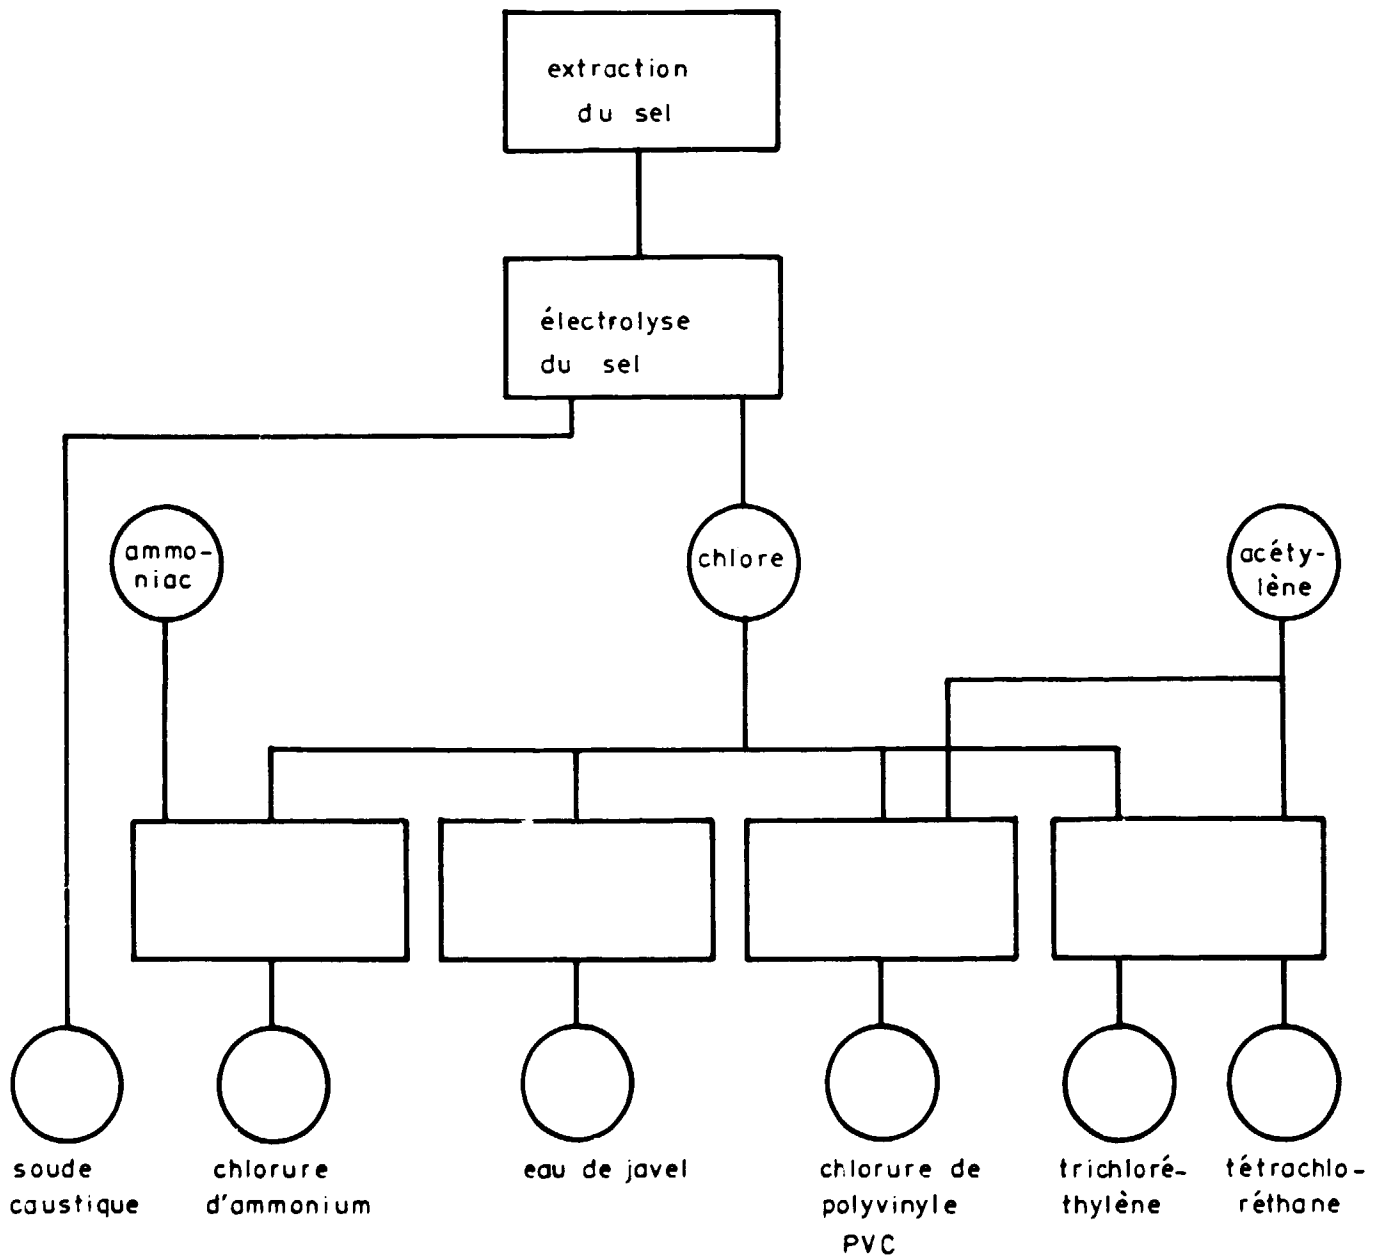 extraction
du sel
électrolyse
du sel
ammo-
niac
chlore
acéty-
lène
soude
caustique
chlorure
d'ammonium
eau de javel
chlorure de
polyvinyle
PVC
trichloré-
thylène
tétrachlo-
réthane